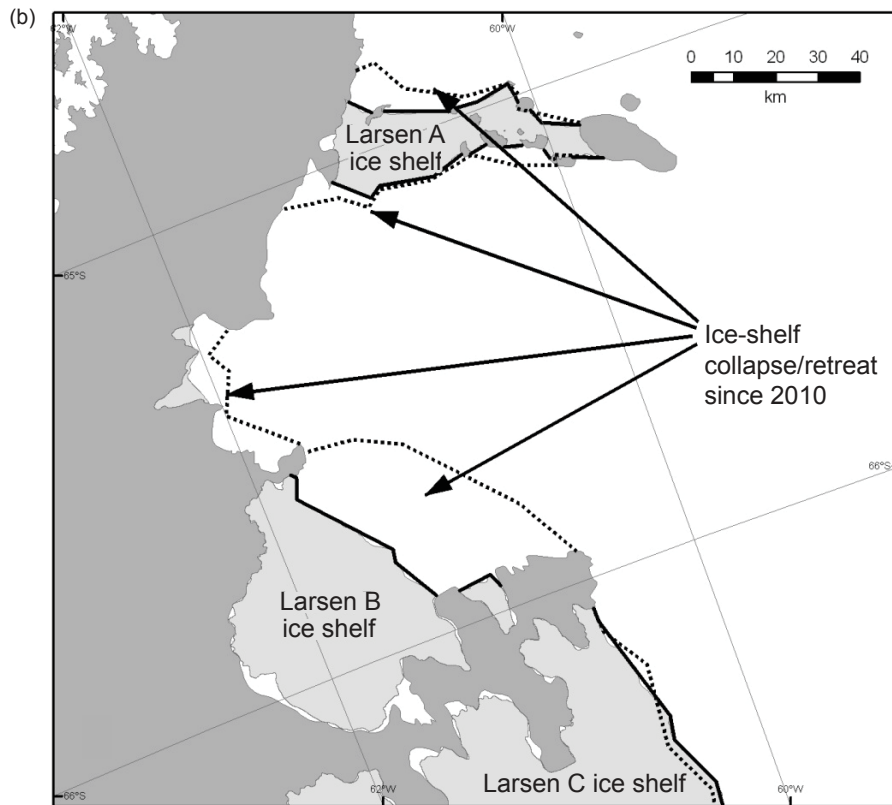 (b)
62°W
60°W
0 10 20 30 40
km
Larsen A
ice shelf
65°S
Ice-shelf
collapse/retreat
since 2010
66°S
Larsen B
ice shelf
Larsen C ice shelf
66°S
62°W
60°W